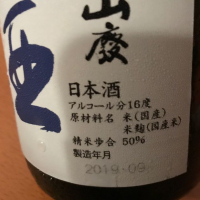 山廃
日本酒
アルコール分16度
原材料名 米(国産)
米麹(国産米)
精米歩合 50%
製造年月
2019.09